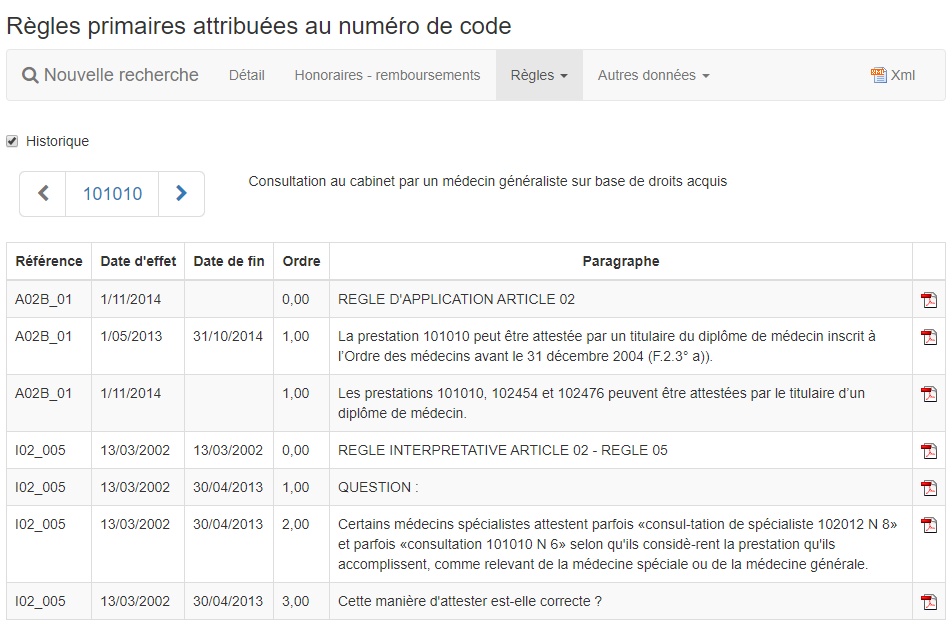 Règles primaires attribuées au numéro de code
Nouvelle recherche Détail Honoraires - remboursements Règles Autres données Xml
Historique
101010 Consultation au cabinet par un médecin généraliste sur base de droits acquis
Référence Date d'effet Date de fin Ordre Paragraphe
A02B_01 1/11/2014 0,00 REGLE D'APPLICATION ARTICLE 02
A02B_01 1/05/2013 31/10/2014 1,00 La prestation 101010 peut être attestée par un titulaire du diplôme de médecin inscrit à
l’Ordre des médecins avant le 31 décembre 2004 (F.2.3° a)).
A02B_01 1/11/2014 1,00 Les prestations 101010, 102454 et 102476 peuvent être attestées par le titulaire d’un
diplôme de médecin.
I02_005 13/03/2002 13/03/2002 0,00 REGLE INTERPRETATIVE ARTICLE 02 - REGLE 05
I02_005 13/03/2002 30/04/2013 1,00 QUESTION :
I02_005 13/03/2002 30/04/2013 2,00 Certains médecins spécialistes attestent parfois «consul-tation de spécialiste 102012 N 8»
et parfois «consultation 101010 N 6» selon qu'ils considè-rent la prestation qu'ils
accomplissent, comme relevant de la médecine spéciale ou de la médecine générale.
I02_005 13/03/2002 30/04/2013 3,00 Cette manière d'attester est-elle correcte ?